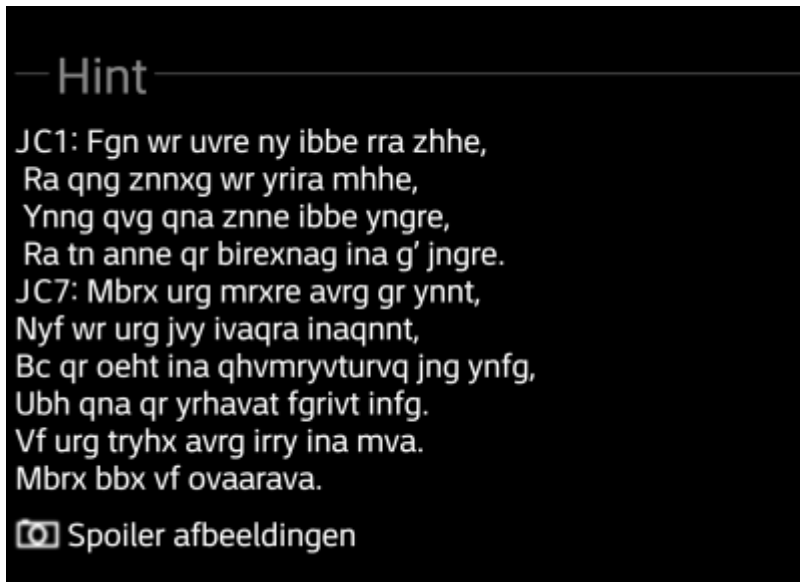 Hint
JC1: Fgn wr uvre ny ibbe rra zhhe,
Ra qng znnxg wr yrira mhhe,
Ynng qvg qna znne ibbe yngre,
Ra tn anne qr birexnag ina g' jngre.
JC7: Mbrx urg mrxre avrg gr ynnt,
Nyf wr urg jvy ivaqra inaqnnt,
Bc qr oeht ina qhvmryvturvq jng ynfg,
Ubh qna qr yrhavat fgrivt infg.
Vf urg tryhx avrg irry ina mva.
Mbrx bbx vf ovaarava.
Spoiler afbeeldingen